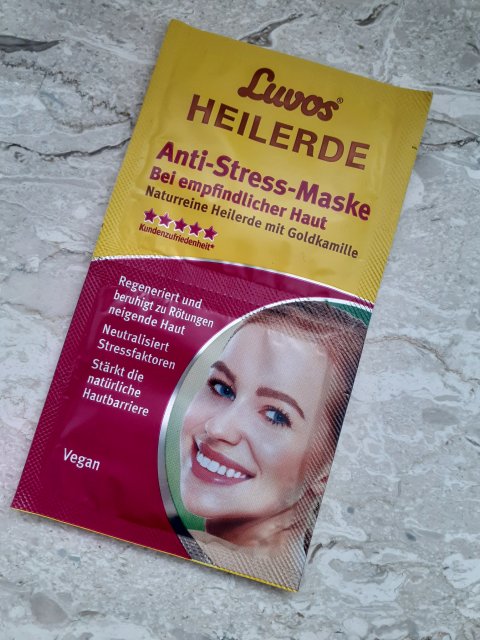 Luvos®
HEILERDE
Anti-Stress-Maske
Bei empfindlicher Haut
Naturreine Heilerde mit Goldkamille
Kundenzufriedenheit*
Regeneriert und
beruhigt zu Rötungen
neigende Haut
Neutralisiert
Stressfaktoren
Stärkt die
natürliche
Hautbarriere
Vegan